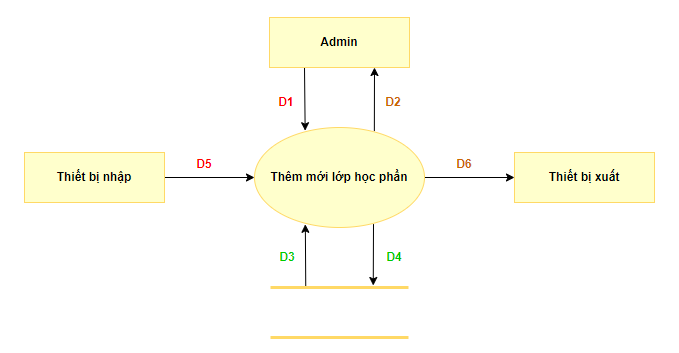 Admin
D1
D2
Thiết bị nhập
D5
Thêm mới lớp học phần
D6
Thiết bị xuất
D3
D4